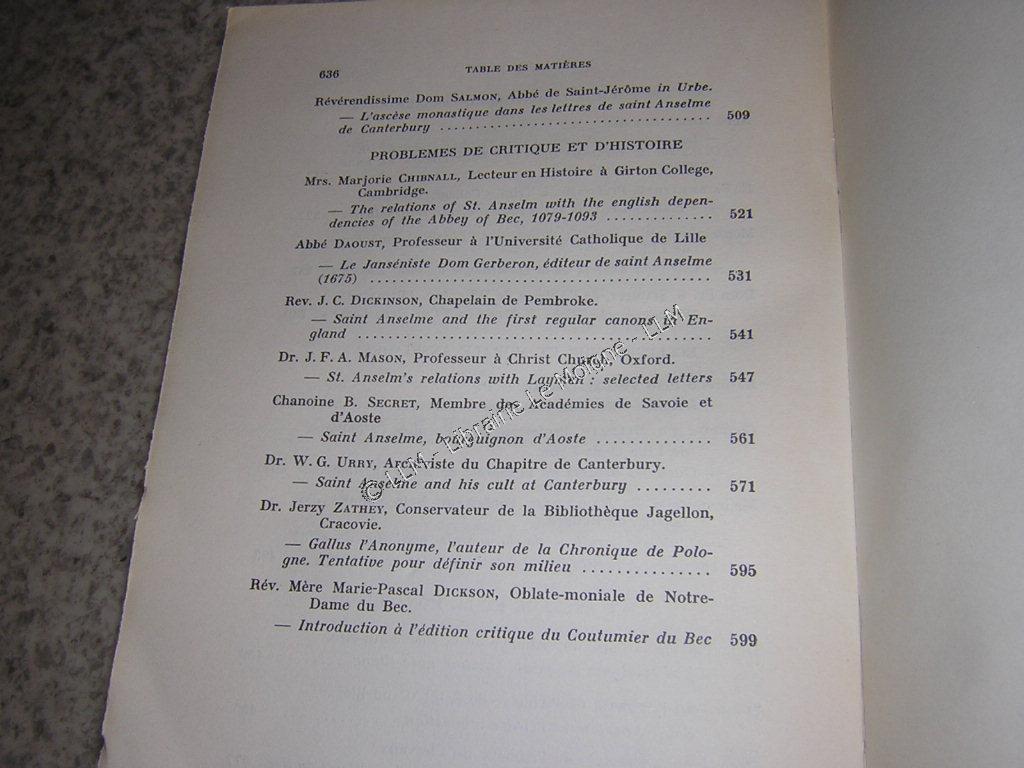 636
TABLE DES MATIÈRES
Révérendissime Dom SALMON, Abbé de Saint-Jérôme in Urbe.
— L'ascèse monastique dans les lettres de saint Anselme
de Canterbury ........................................ 509
PROBLEMES DE CRITIQUE ET D'HISTOIRE
Mrs. Marjorie CHIBNALL, Lecteur en Histoire à Girton College,
Cambridge.
— The relations of St. Anselm with the english depen-
dencies of the Abbey of Bec, 1079-1093 .............. 521
Abbé DAOUST, Professeur à l'Université Catholique de Lille
— Le Janséniste Dom Gerberon, éditeur de saint Anselme
(1675) ............................................. 531
Rev. J. C. DICKINSON, Chapelain de Pembroke.
— Saint Anselme and the first regular canons in En-
gland .............................................. 541
Dr. J. F. A. MASON, Professeur à Christ Church, Oxford.
— St. Anselm's relations with Laymen : selected letters 547
Chanoine B. SECRET, Membre des Académies de Savoie et
d'Aoste
— Saint Anselme, bourguignon d'Aoste .............. 561
Dr. W. G. URRY, Archiviste du Chapitre de Canterbury.
— Saint Anselme and his cult at Canterbury ......... 571
Dr. Jerzy ZATHEY, Conservateur de la Bibliothèque Jagellon,
Cracovie.
— Gallus l'Anonyme, l'auteur de la Chronique de Polo-
gne. Tentative pour définir son milieu ................ 595
Rév. Mère Marie-Pascal DICKSON, Oblate-moniale de Notre-
Dame du Bec.
— Introduction à l'édition critique du Coutumier du Bec 599
© LLM - Librairie Le Moigne - LLM